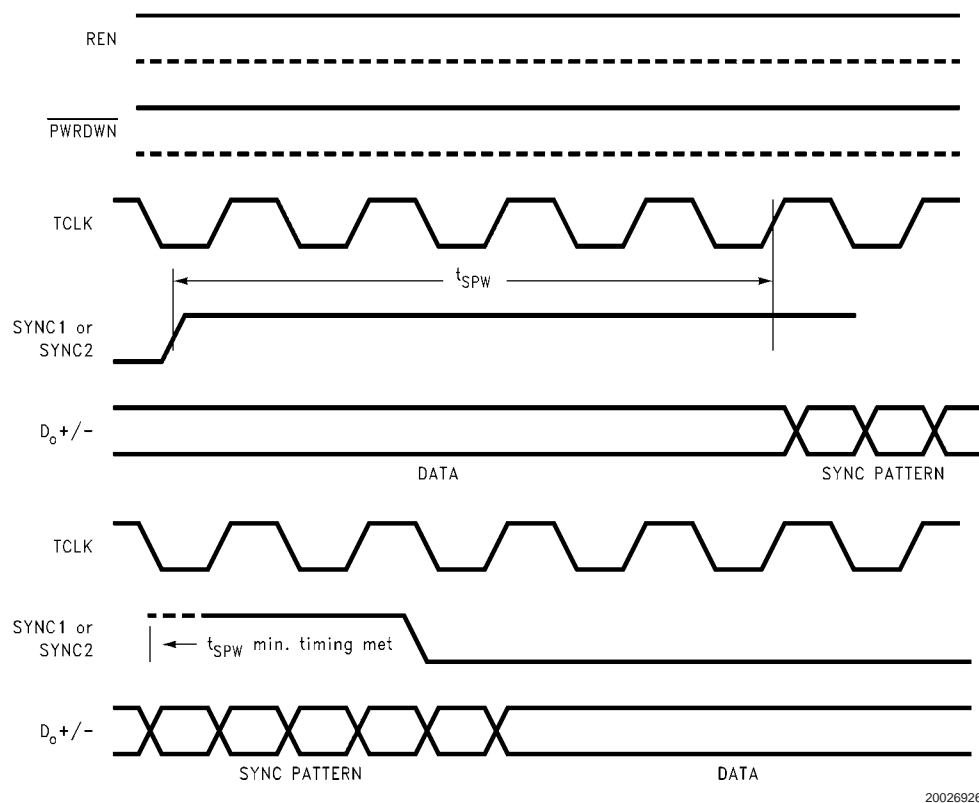 REN
PWRDWN
TCLK
tSPW
SYNC1 or
SYNC2
Do+/-
DATA
SYNC PATTERN
TCLK
SYNC1 or
SYNC2
tSPW min. timing met
Do+/-
SYNC PATTERN
DATA
20026926